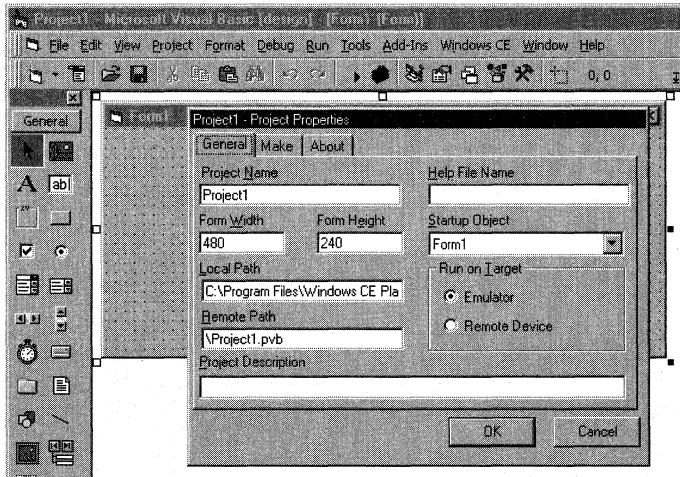 Project1 - Microsoft Visual Basic [design] - [Form1 (Form)]
File Edit View Project Format Debug Run Tools Add-Ins Windows CE Window Help
0, 0
General
Form1
A
ab
Project1 - Project Properties
General Make About
Project Name
Help File Name
Project1
Form Width
Form Height
Startup Object
480
240
Form1
Local Path
Run on Target
C:\Program Files\Windows CE Pla
Emulator
Remote Path
Remote Device
\Project1.pvb
Project Description
OK
Cancel